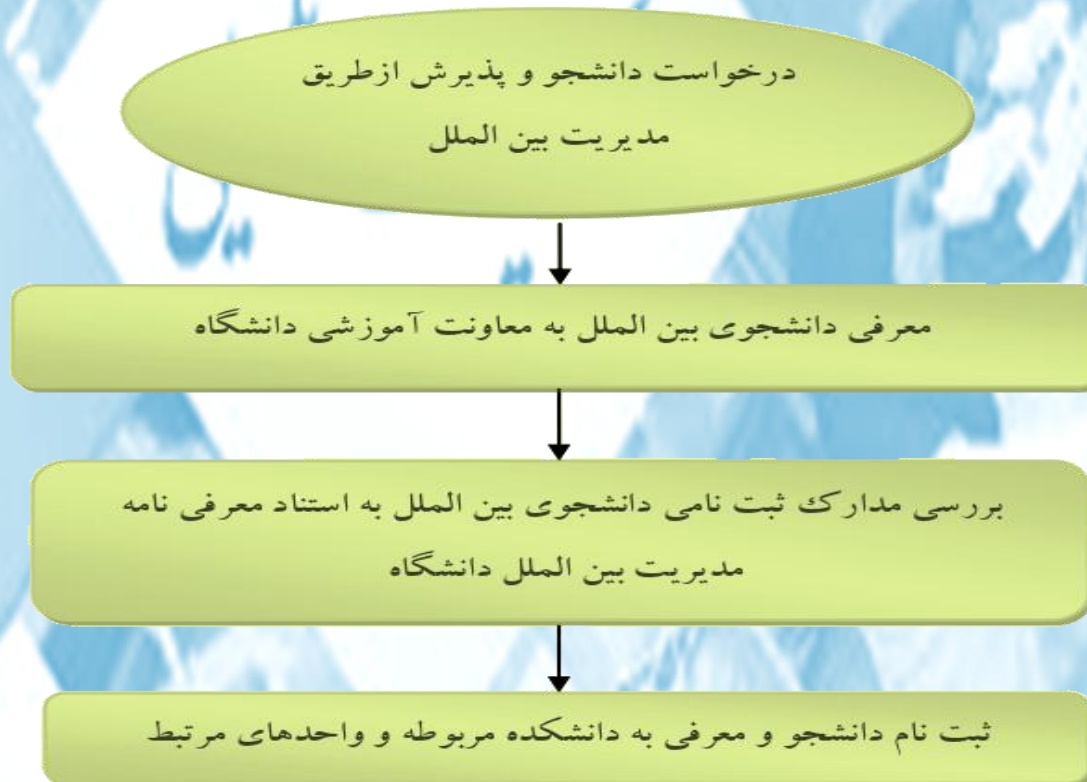 درخواست دانشجو و پذیرش ازطریق
مدیریت بین الملل
معرفی دانشجوی بین الملل به معاونت آموزشی دانشگاه
بررسی مدارک ثبت نامی دانشجوی بین الملل به استناد معرفی نامه
مدیریت بین الملل دانشگاه
ثبت نام دانشجو و معرفی به دانشکده مربوطه و واحدهای مرتبط